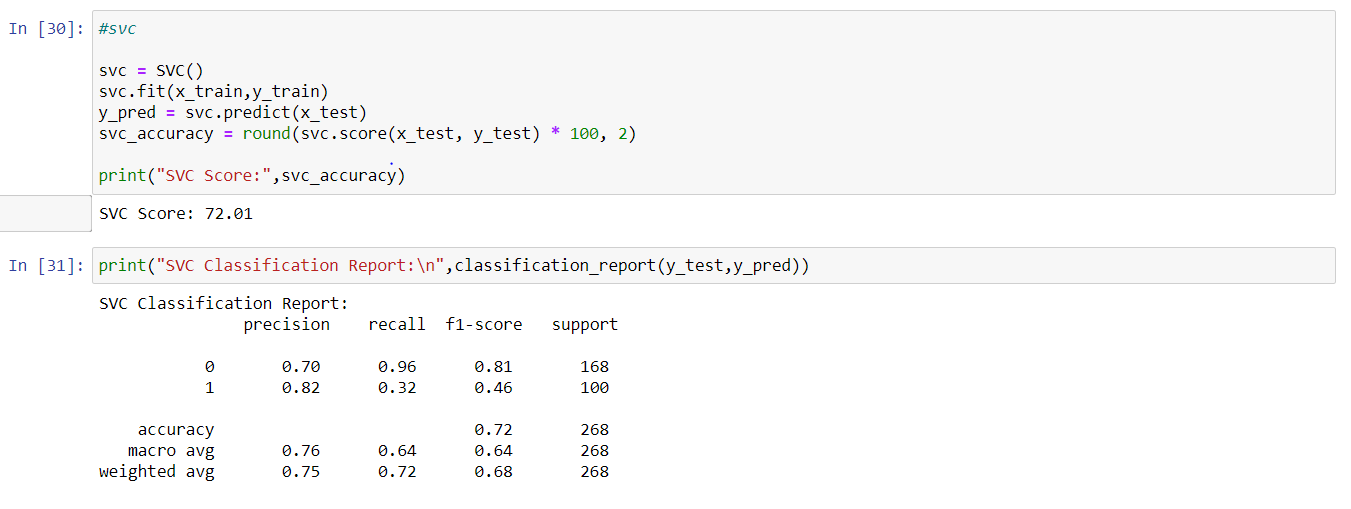 In [30]: #svc
svc = SVC()
svc.fit(x_train,y_train)
y_pred = svc.predict(x_test)
svc_accuracy = round(svc.score(x_test, y_test) * 100, 2)
print("SVC Score:",svc_accuracy)
SVC Score: 72.01
In [31]: print("SVC Classification Report:\n",classification_report(y_test,y_pred))
SVC Classification Report:
precision recall f1-score support
0 0.70 0.96 0.81 168
1 0.82 0.32 0.46 100
accuracy 0.72 268
macro avg 0.76 0.64 0.64 268
weighted avg 0.75 0.72 0.68 268